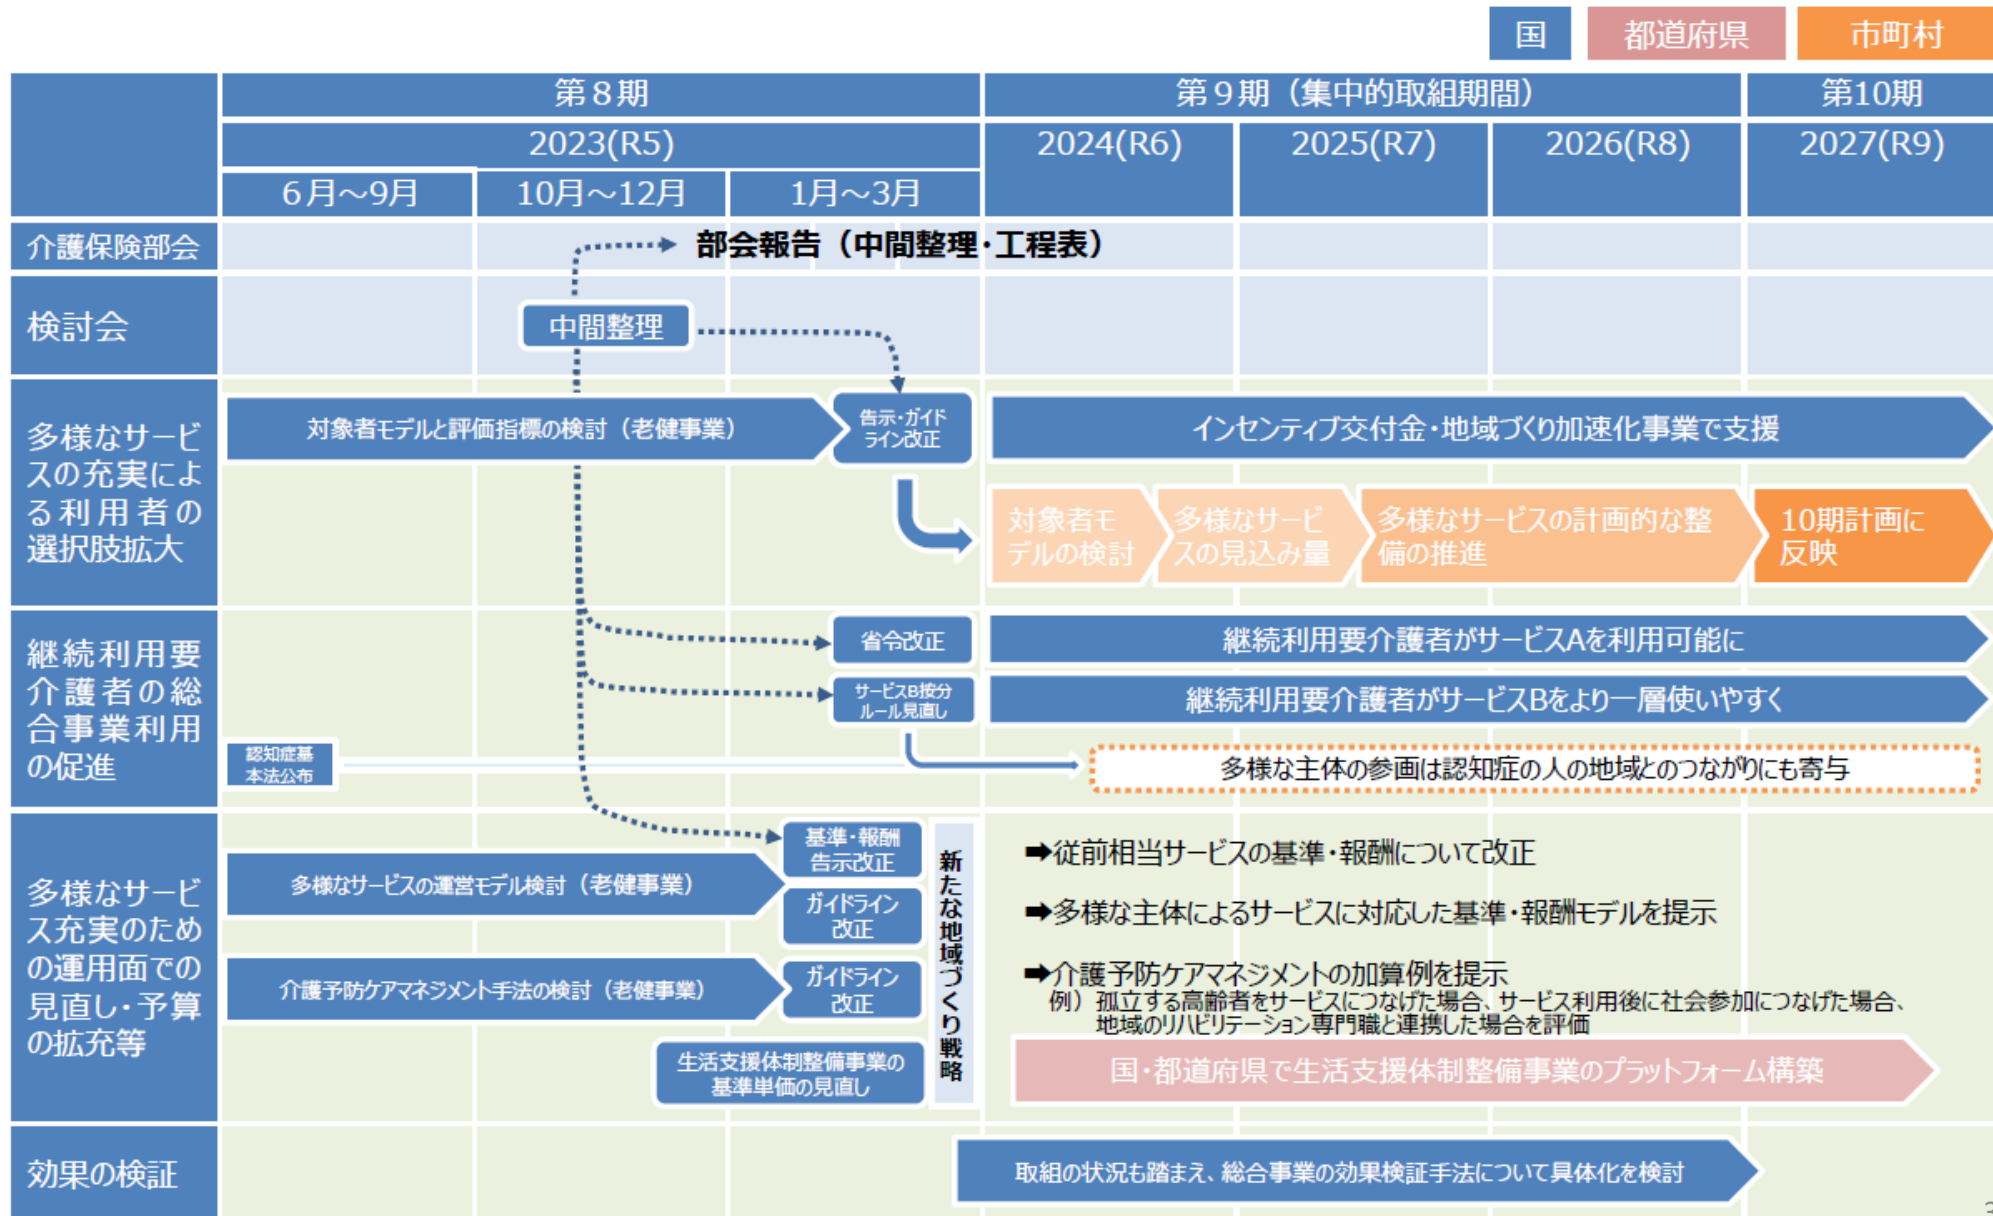 国
都道府県
市町村
第８期
第９期（集中的取組期間）
第10期
2023(R5)
2024(R6)
2025(R7)
2026(R8)
2027(R9)
６月～9月
10月～12月
1月～3月
介護保険部会
部会報告（中間整理・工程表）
検討会
中間整理
多様なサービ
スの充実によ
る利用者の
選択肢拡大
対象者モデルと評価指標の検討（老健事業）
告示・ガイド
ライン改正
インセンティブ交付金・地域づくり加速化事業で支援
対象者モ
デルの検討
多様なサービ
スの見込み量
多様なサービスの計画的な整
備の推進
10期計画に
反映
継続利用要
介護者の総
合事業利用
の促進
省令改正
継続利用要介護者がサービスAを利用可能に
サービスB按分
ルール見直し
継続利用要介護者がサービスBをより一層使いやすく
認知症基
本法公布
多様な主体の参画は認知症の人の地域とのつながりにも寄与
多様なサービ
ス充実のため
の運用面での
見直し・予算
の拡充等
多様なサービスの運営モデル検討（老健事業）
基準・報酬
告示改正
ガイドライン
改正
介護予防ケアマネジメント手法の検討（老健事業）
ガイドライン
改正
生活支援体制整備事業の
基準単価の見直し
新たな地域づくり戦略
➡従前相当サービスの基準・報酬について改正
➡多様な主体によるサービスに対応した基準・報酬モデルを提示
➡介護予防ケアマネジメントの加算例を提示
例）孤立する高齢者をサービスにつなげた場合、サービス利用後に社会参加につなげた場合、
地域のリハビリテーション専門職と連携した場合を評価
国・都道府県で生活支援体制整備事業のプラットフォーム構築
効果の検証
取組の状況も踏まえ、総合事業の効果検証手法について具体化を検討